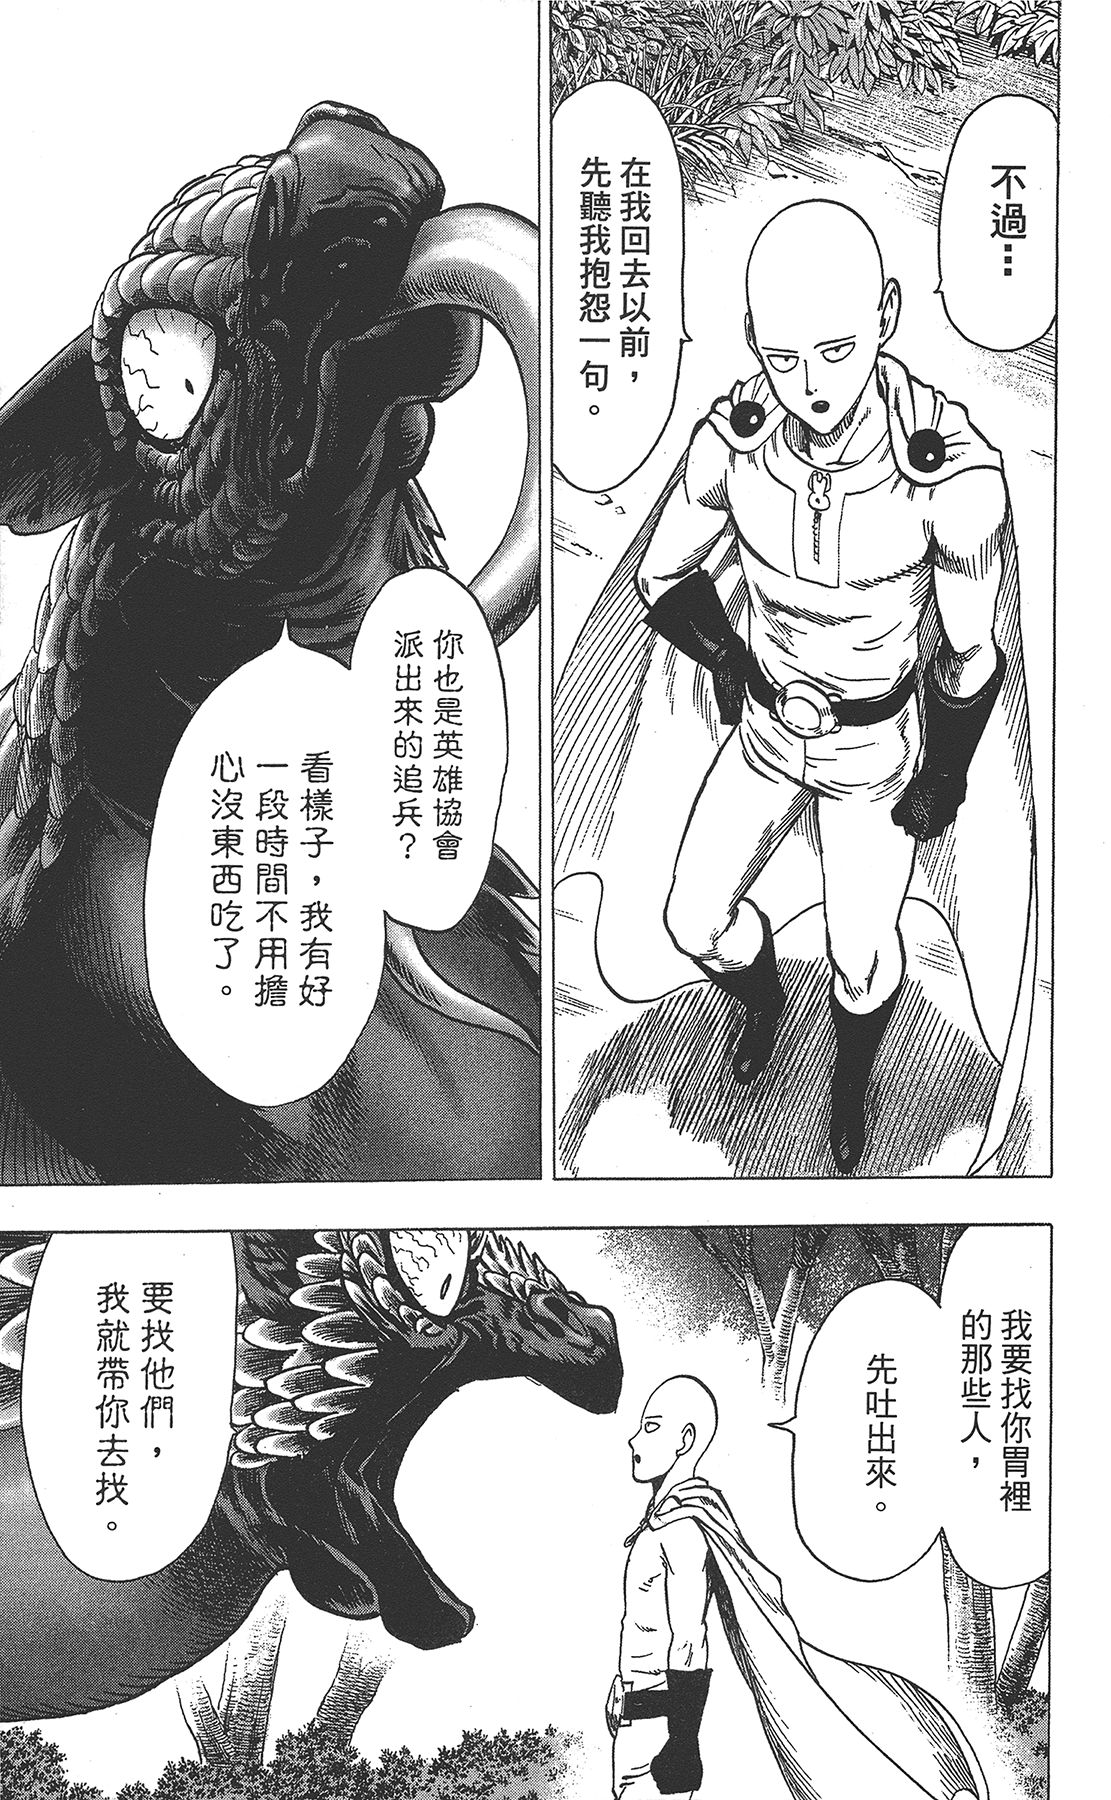 不過…
在我回去以前，
先聽我抱怨一句。
你也是英雄協會
派出來的追兵？
看樣子，我有好
一段時間不用擔
心沒東西吃了。
我要找你胃裡
的那些人，
先吐出來。
要找他們，
我就帶你去找。